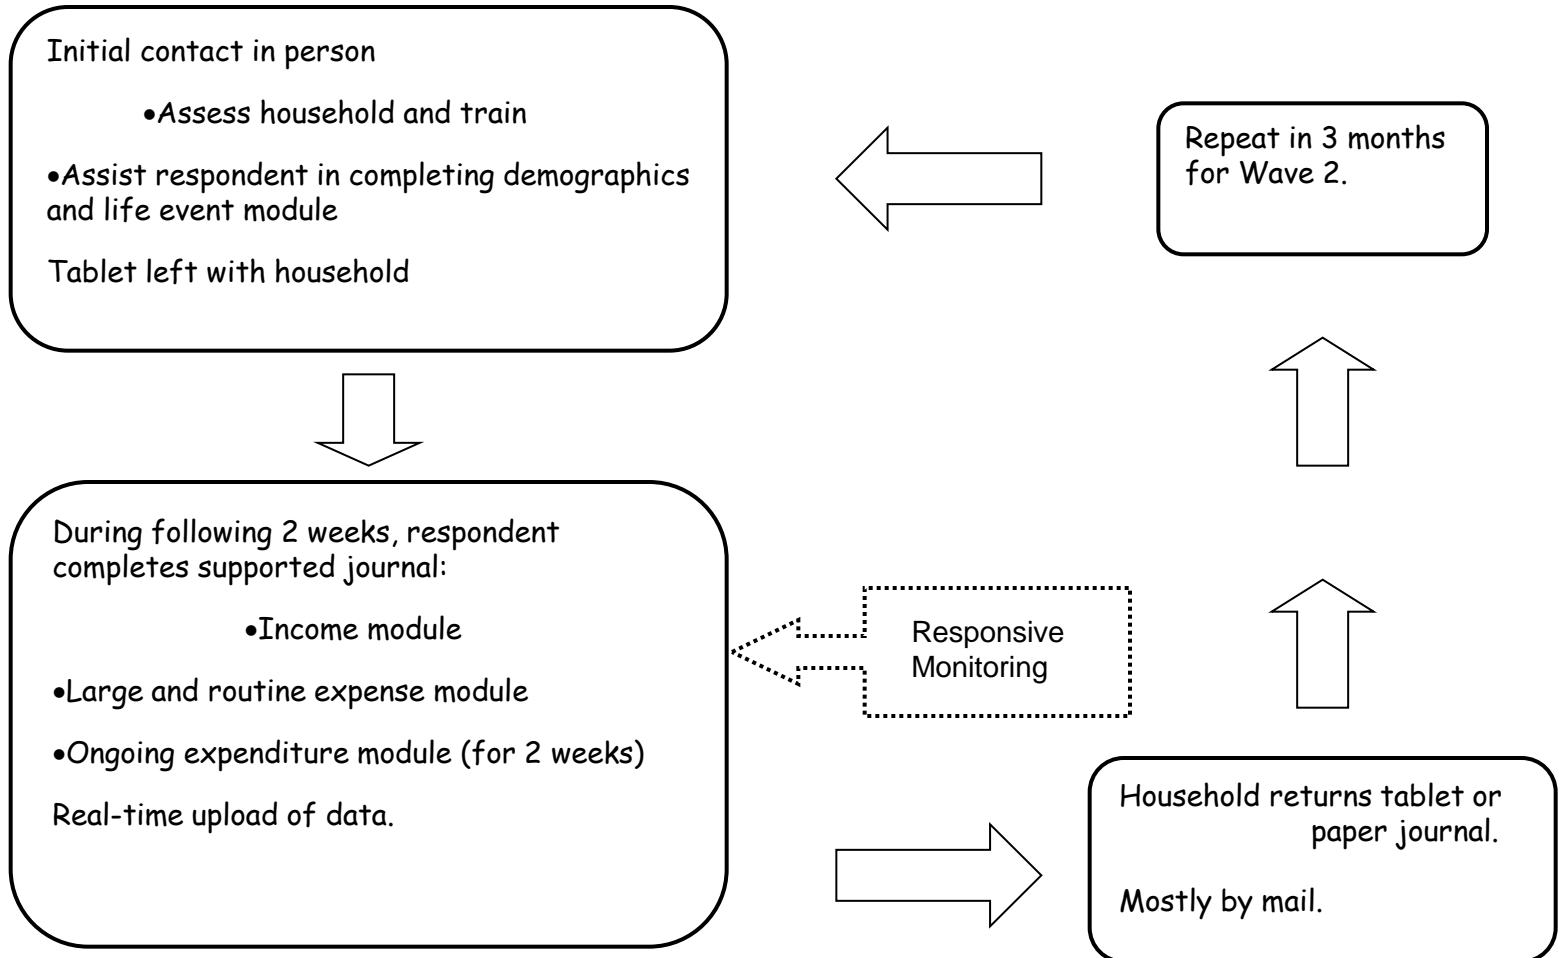 Initial contact in person
•Assess household and train
•Assist respondent in completing demographics
and life event module
Tablet left with household
Repeat in 3 months
for Wave 2.
During following 2 weeks, respondent
completes supported journal:
•Income module
•Large and routine expense module
•Ongoing expenditure module (for 2 weeks)
Real-time upload of data.
Responsive
Monitoring
Household returns tablet or
paper journal.
Mostly by mail.